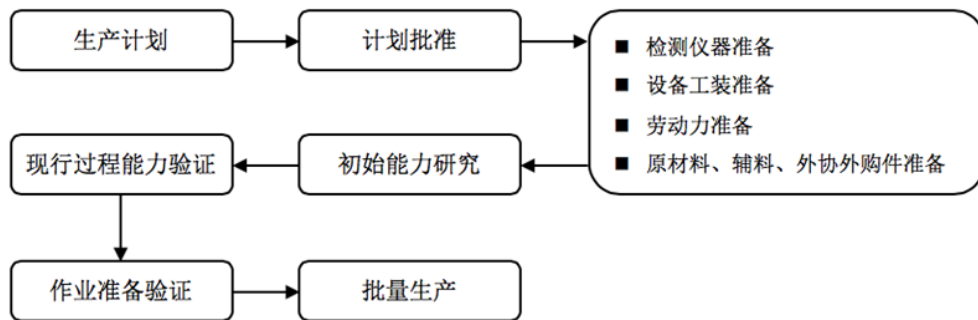 生产计划
计划批准
■ 检测仪器准备
■ 设备工装准备
■ 劳动力准备
■ 原材料、辅料、外协外购件准备
初始能力研究
现行过程能力验证
作业准备验证
批量生产